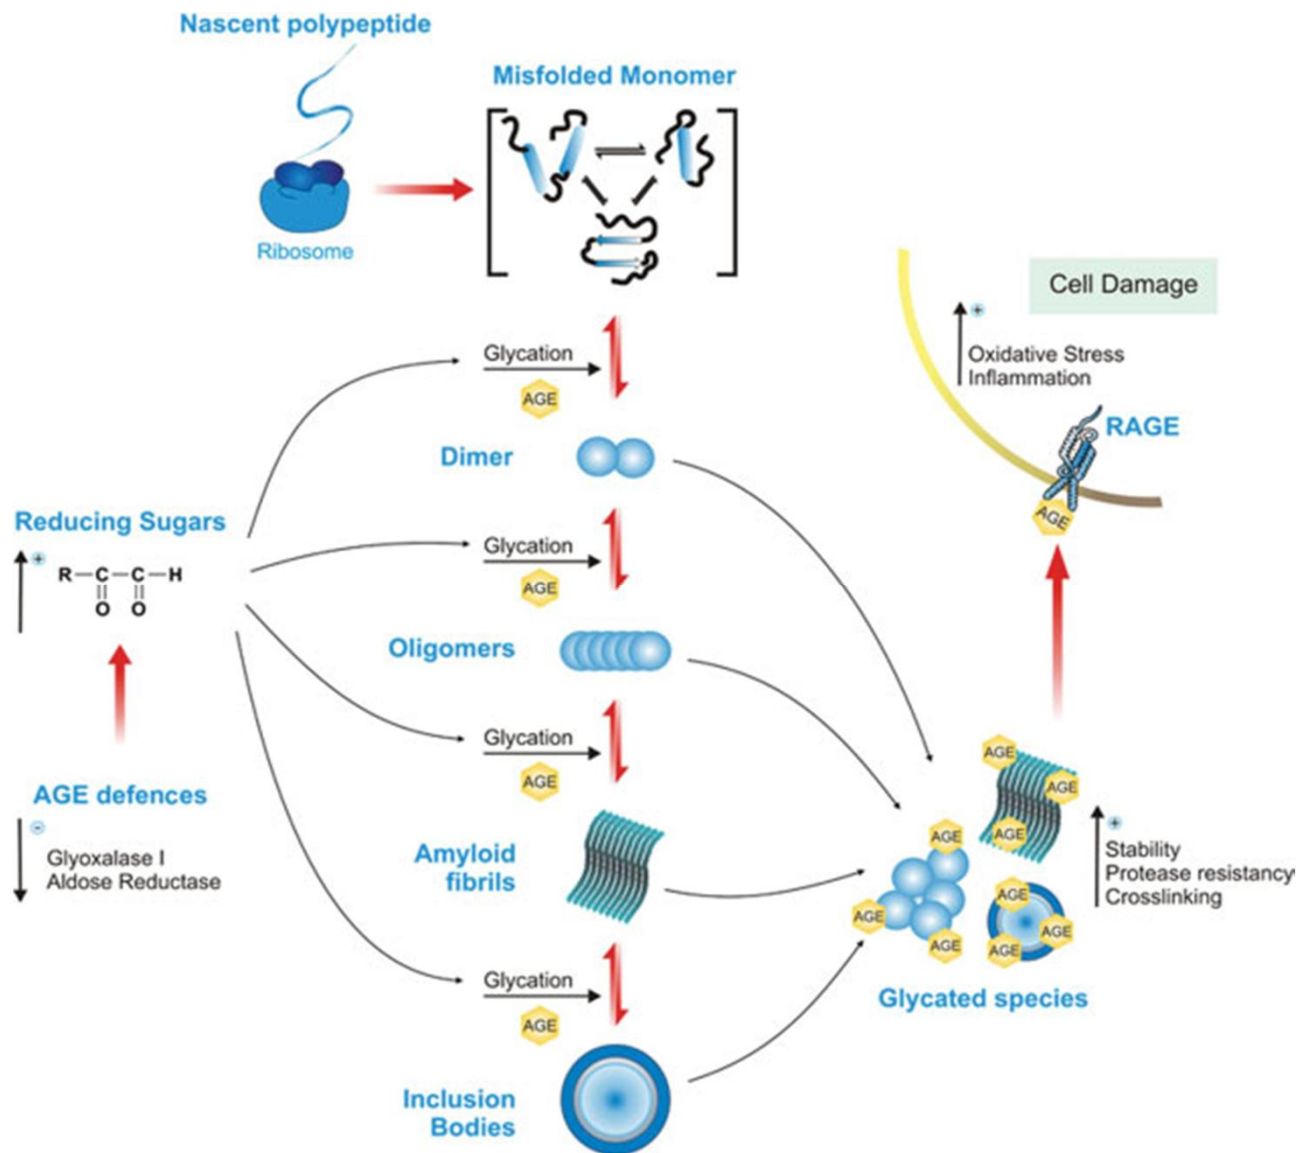 Nascent polypeptide
Misfolded Monomer
Ribosome
Cell Damage
+
Oxidative Stress
Inflammation
RAGE
AGE
Glycation
AGE
Dimer
Reducing Sugars
+
R—C—C—H
O O
Glycation
AGE
Oligomers
Glycation
AGE
AGE defences
-
Glyoxalase I
Aldose Reductase
Amyloid
fibrils
AGE
AGE
AGE
+
Stability
Protease resistancy
Crosslinking
AGE
AGE
AGE
AGE
AGE
AGE
Glycated species
Glycation
AGE
Inclusion
Bodies